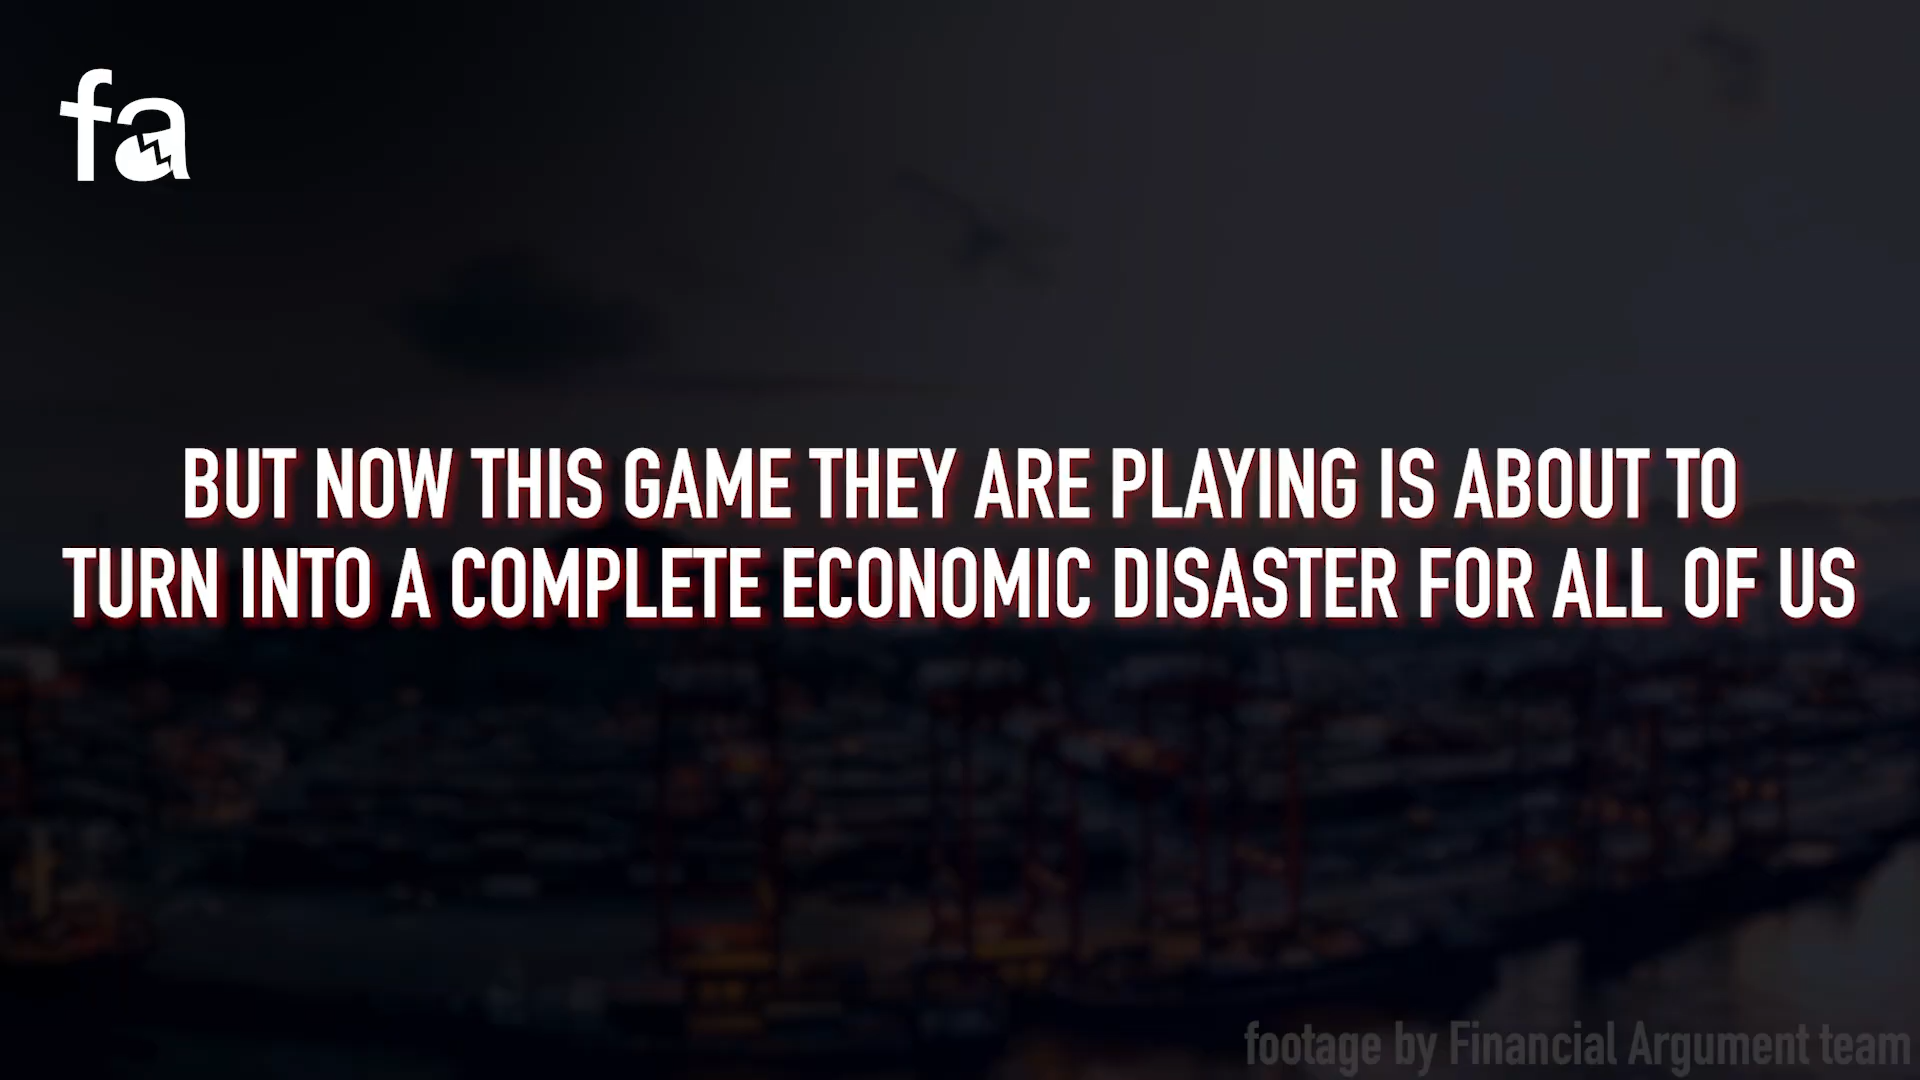 fa
BUT NOW THIS GAME THEY ARE PLAYING IS ABOUT TO
TURN INTO A COMPLETE ECONOMIC DISASTER FOR ALL OF US
footage by Financial Argument team